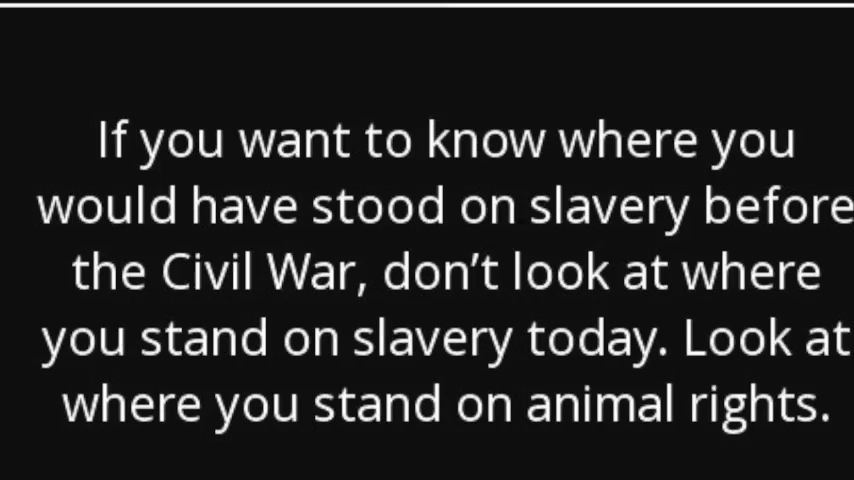 If you want to know where you
would have stood on slavery before
the Civil War, don’t look at where
you stand on slavery today. Look at
where you stand on animal rights.